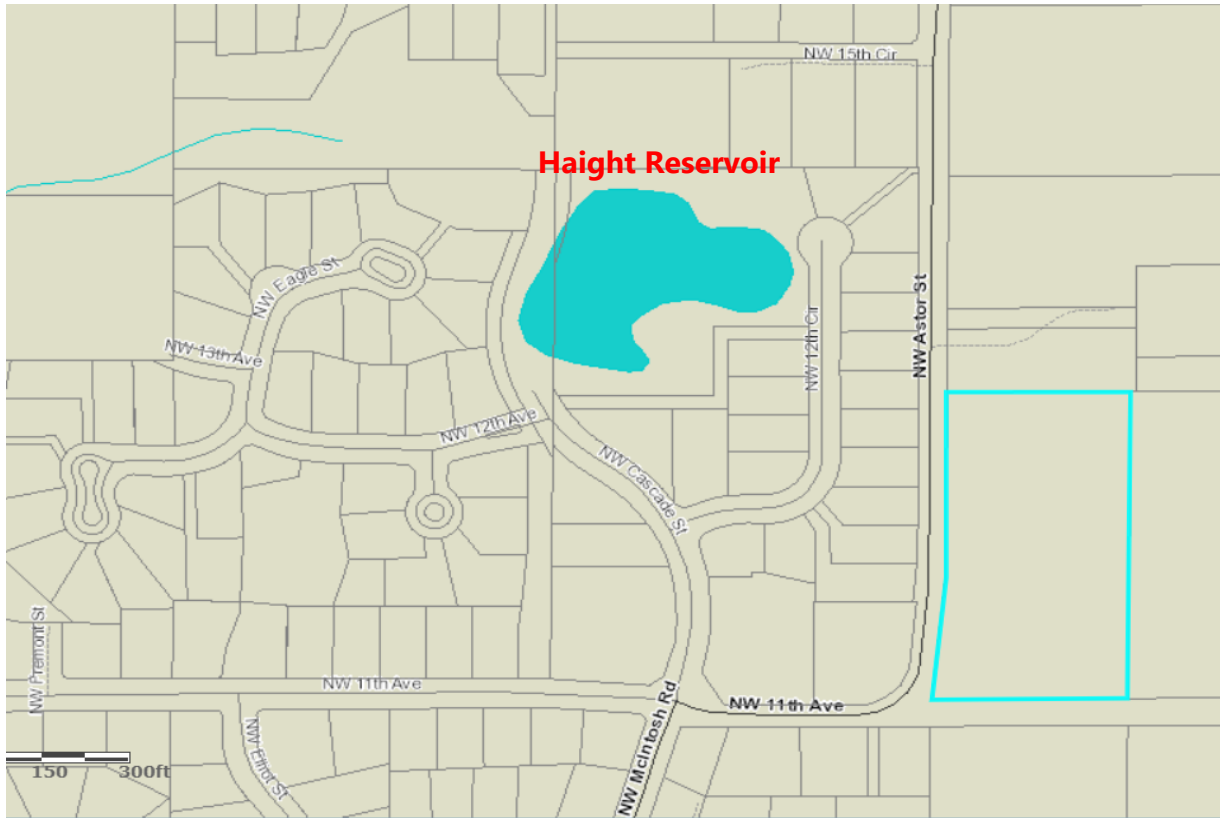 NW 15th Cir
Haight Reservoir
NW Eagle St
NW Astor St
NW 12th Cir
NW 13th Ave
NW 12th Ave
NW Cascade St
NW Premont St
NW 11th Ave
NW McIntosh Rd
NW 11th Ave
NW Elliot St
150 300ft